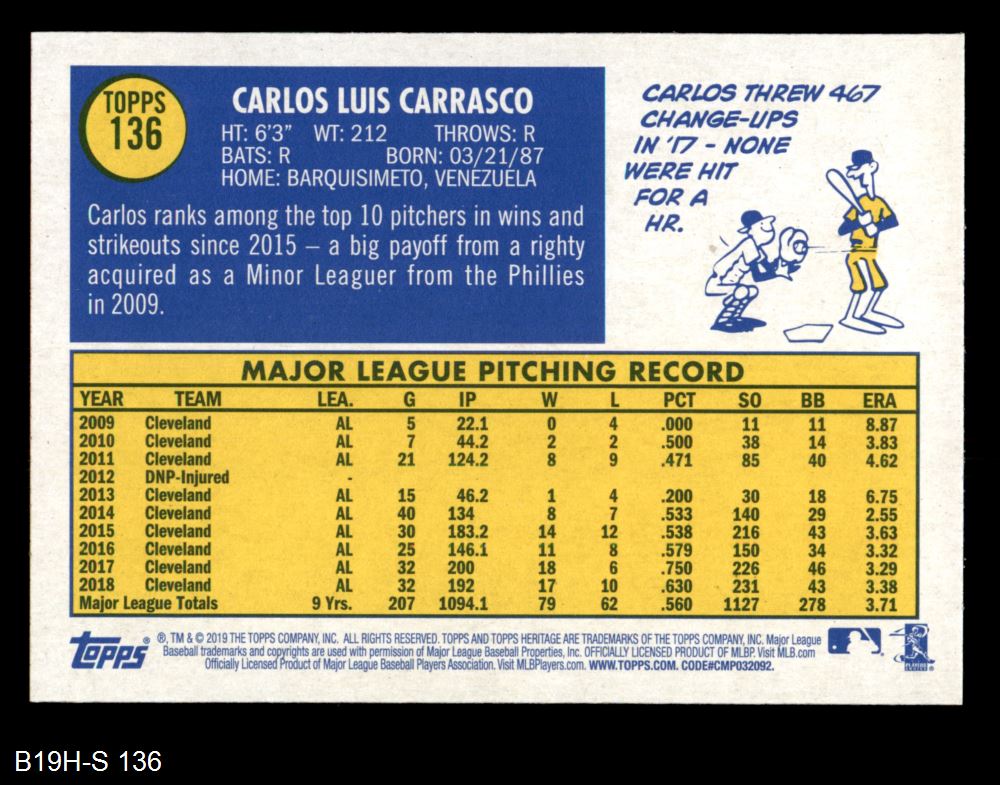 TOPPS
136
CARLOS LUIS CARRASCO
HT: 6'3" WT: 212 THROWS: R
BATS: R BORN: 03/21/87
HOME: BARQUISIMETO, VENEZUELA
Carlos ranks among the top 10 pitchers in wins and
strikeouts since 2015 – a big payoff from a righty
acquired as a Minor Leaguer from the Phillies
in 2009.
CARLOS THREW 467
CHANGE-UPS
IN '17 - NONE
WERE HIT
FOR A
HR.
MAJOR LEAGUE PITCHING RECORD
YEAR TEAM LEA. G IP W L PCT SO BB ERA
2009 Cleveland AL 5 22.1 0 4 .000 11 11 8.87
2010 Cleveland AL 7 44.2 2 2 .500 38 14 3.83
2011 Cleveland AL 21 124.2 8 9 .471 85 40 4.62
2012 DNP-Injured -
2013 Cleveland AL 15 46.2 1 4 .200 30 18 6.75
2014 Cleveland AL 40 134 8 7 .533 140 29 2.55
2015 Cleveland AL 30 183.2 14 12 .538 216 43 3.63
2016 Cleveland AL 25 146.1 11 8 .579 150 34 3.32
2017 Cleveland AL 32 200 18 6 .750 226 46 3.29
2018 Cleveland AL 32 192 17 10 .630 231 43 3.38
Major League Totals 9 Yrs. 207 1094.1 79 62 .560 1127 278 3.71
topps ®
®, TM & © 2019 THE TOPPS COMPANY, INC. ALL RIGHTS RESERVED. TOPPS AND TOPPS HERITAGE ARE TRADEMARKS OF THE TOPPS COMPANY, INC. Major League
Baseball trademarks and copyrights are used with permission of Major League Baseball Properties, Inc. OFFICIALLY LICENSED PRODUCT OF MLBP. Visit MLB.com
Officially Licensed Product of Major League Baseball Players Association. Visit MLBPlayers.com. WWW.TOPPS.COM. CODE#CMP032092.
B19H-S 136